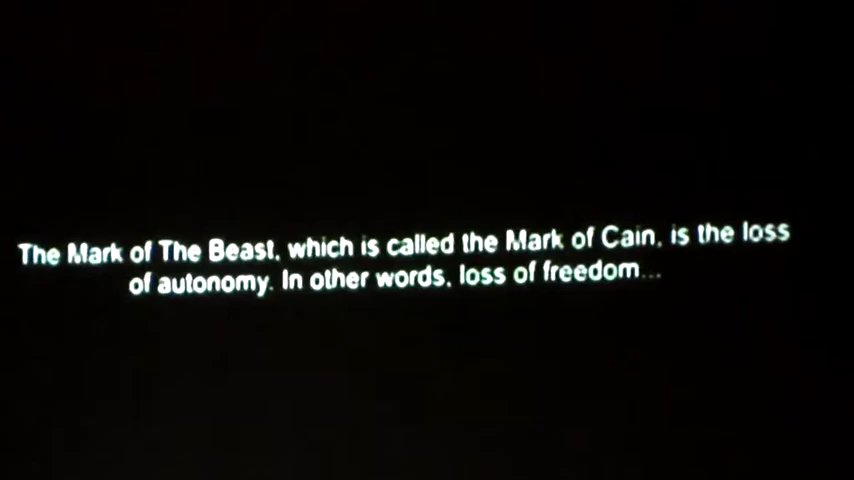 The Mark of The Beast, which is called the Mark of Cain, is the loss
of autonomy. In other words, loss of freedom...